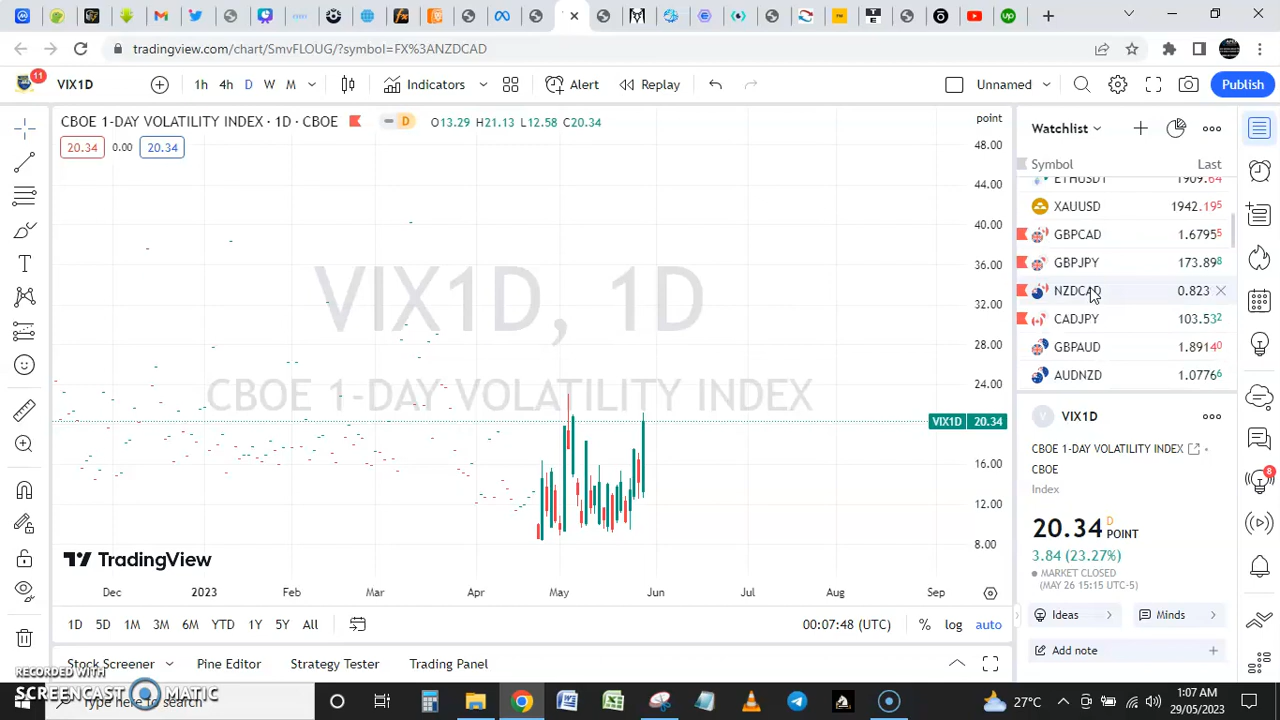 tradingview.com/chart/SmvFLOUG/?symbol=FX%3ANZDCAD
11
VIX1D
1h 4h D W M
Indicators
Alert
Replay
Unnamed
Publish
CBOE 1-DAY VOLATILITY INDEX · 1D · CBOE
D
O13.29 H21.13 L12.58 C20.34
20.34 0.00 20.34
VIX1D, 1D
CBOE 1-DAY VOLATILITY INDEX
point
48.00
44.00
40.00
36.00
32.00
28.00
24.00
VIX1D 20.34
16.00
12.00
8.00
TradingView
Dec 2023 Feb Mar Apr May Jun Jul Aug Sep
1D 5D 1M 3M 6M YTD 1Y 5Y All
00:07:48 (UTC)
% log auto
Stock Screener
Pine Editor
Strategy Tester
Trading Panel
Watchlist
Symbol Last
ETHUSDT 1909.64
XAUUSD 1942.195
GBPCAD 1.67955
GBPJPY 173.898
NZDCAD 0.823
CADJPY 103.532
GBPAUD 1.89140
AUDNZD 1.07766
VIX1D
CBOE 1-DAY VOLATILITY INDEX
CBOE
Index
20.34 D POINT
3.84 (23.27%)
MARKET CLOSED
(MAY 26 15:15 UTC-5)
Ideas
Minds
Add note
8
RECORDED WITH
SCREENCAST MATIC
Type here to search
27°C
1:07 AM
29/05/2023